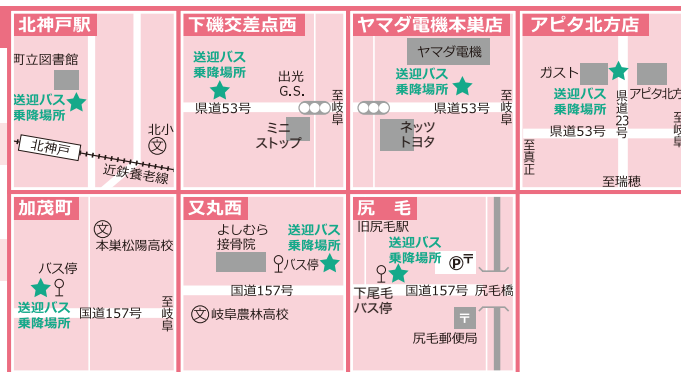 北神戸駅
町立図書館
送迎バス
乗降場所
北小
文
北神戸
近鉄養老線
下磯交差点西
送迎バス
乗降場所
出光
G.S.
至岐阜
県道53号
ミニ
ストップ
ヤマダ電機本巣店
ヤマダ電機
送迎バス
乗降場所
至岐阜
県道53号
ネッツ
トヨタ
アピタ北方店
ガスト
送迎バス
乗降場所
県道23号
アピタ北方
県道53号
至岐阜
至真正
至瑞穂
加茂町
文
本巣松陽高校
バス停
送迎バス
乗降場所
国道157号
至岐阜
又丸西
よしむら
接骨院
送迎バス
乗降場所
バス停
国道157号
文
岐阜農林高校
尻 毛
旧尻毛駅
送迎バス
乗降場所
P〒
下尾毛
バス停
国道157号
尻毛橋
〒
尻毛郵便局